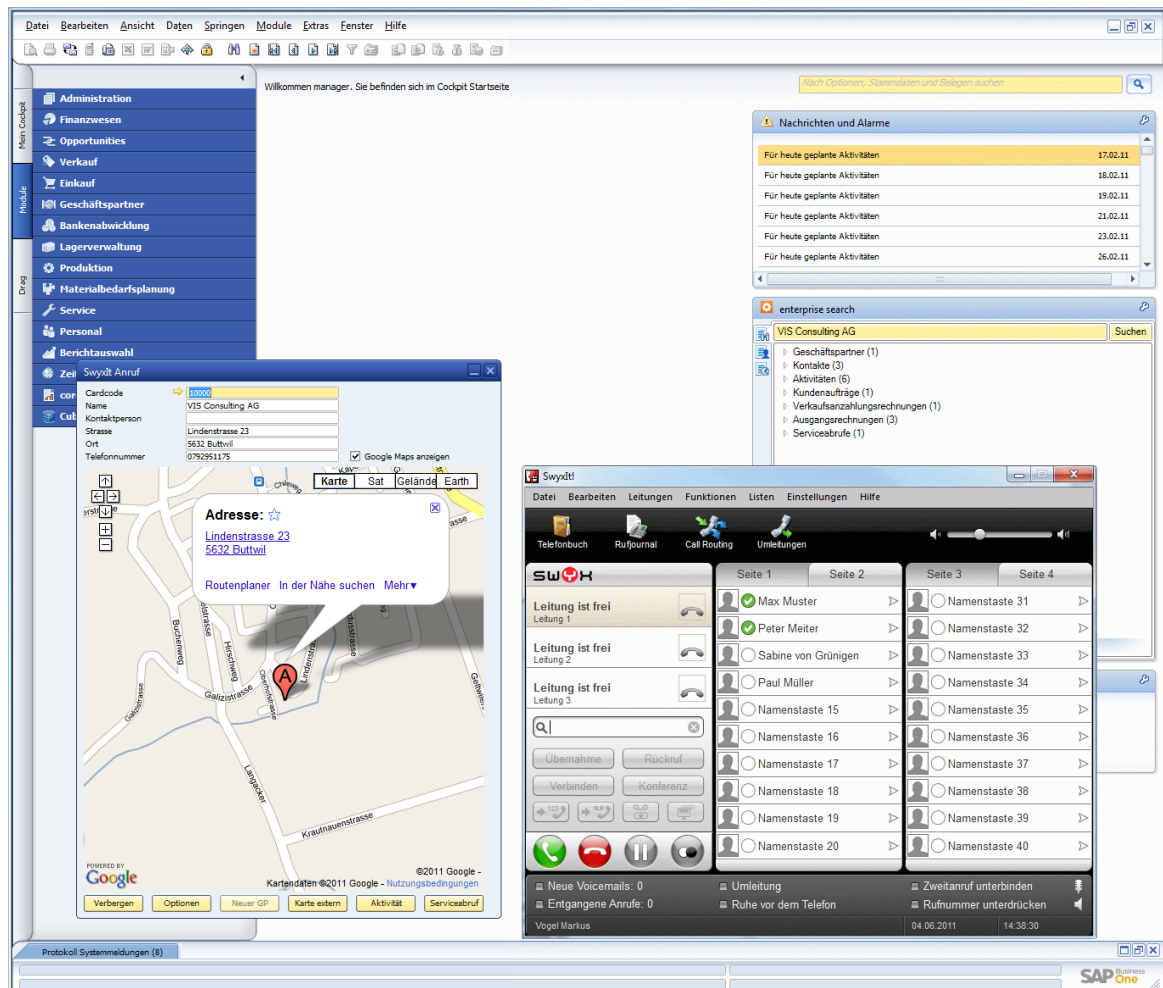 Datei Bearbeiten Ansicht Daten Springen Module Extras Fenster Hilfe
Willkommen manager. Sie befinden sich im Cockpit Startseite
Nach Optionen, Stammdaten und Belegen suchen
Mein Cockpit
Module
Drag
Administration
Finanzwesen
Opportunities
Verkauf
Einkauf
Geschäftspartner
Bankenabwicklung
Lagerverwaltung
Produktion
Materialbedarfsplanung
Service
Personal
Berichtauswahl
Nachrichten und Alarme
Für heute geplante Aktivitäten 17.02.11
Für heute geplante Aktivitäten 18.02.11
Für heute geplante Aktivitäten 19.02.11
Für heute geplante Aktivitäten 21.02.11
Für heute geplante Aktivitäten 23.02.11
Für heute geplante Aktivitäten 26.02.11
enterprise search
VIS Consulting AG Suchen
Geschäftspartner (1)
Kontakte (3)
Aktivitäten (6)
Kundenaufträge (1)
Verkaufsanzahlungsrechnungen (1)
Ausgangsrechnungen (3)
Serviceabrufe (1)
SwyxIt Anruf
Cardcode 10000
Name VIS Consulting AG
Kontaktperson
Strasse Lindenstrasse 23
Ort 5632 Buttwil
Telefonnummer 0792951175 Google Maps anzeigen
Karte Sat Gelände Earth
Chileweg
Adresse:
Lindenstrasse 23
5632 Buttwil
Routenplaner In der Nähe suchen Mehr
Buchenweg
Hirschweg
Galizistrasse
Galizistrasse
Oberhofstrasse
A
Langacker
Krautnauenstrasse
POWERED BY
Google
©2011 Google -
Kartendaten ©2011 Google - Nutzungsbedingungen
Verbergen Optionen Neuer GP Karte extern Aktivität Serviceabruf
SwyxIt!
Datei Bearbeiten Leitungen Funktionen Listen Einstellungen Hilfe
Telefonbuch Rufjournal Call Routing Umleitungen
swyx
Leitung ist frei
Leitung 1
Leitung ist frei
Leitung 2
Leitung ist frei
Leitung 3
Übernahme Rückruf
Verbinden Konferenz
Seite 1 Seite 2 Seite 3 Seite 4
Max Muster Namenstaste 31
Peter Meiter Namenstaste 32
Sabine von Grünigen Namenstaste 33
Paul Müller Namenstaste 34
Namenstaste 15 Namenstaste 35
Namenstaste 16 Namenstaste 36
Namenstaste 17 Namenstaste 37
Namenstaste 18 Namenstaste 38
Namenstaste 19 Namenstaste 39
Namenstaste 20 Namenstaste 40
Neue Voicemails: 0 Umleitung Zweitanruf unterbinden
Entgangene Anrufe: 0 Ruhe vor dem Telefon Rufnummer unterdrücken
Vogel Markus 04.06.2011 14:38:30
Protokoll Systemmeldungen (8)
SAP Business One